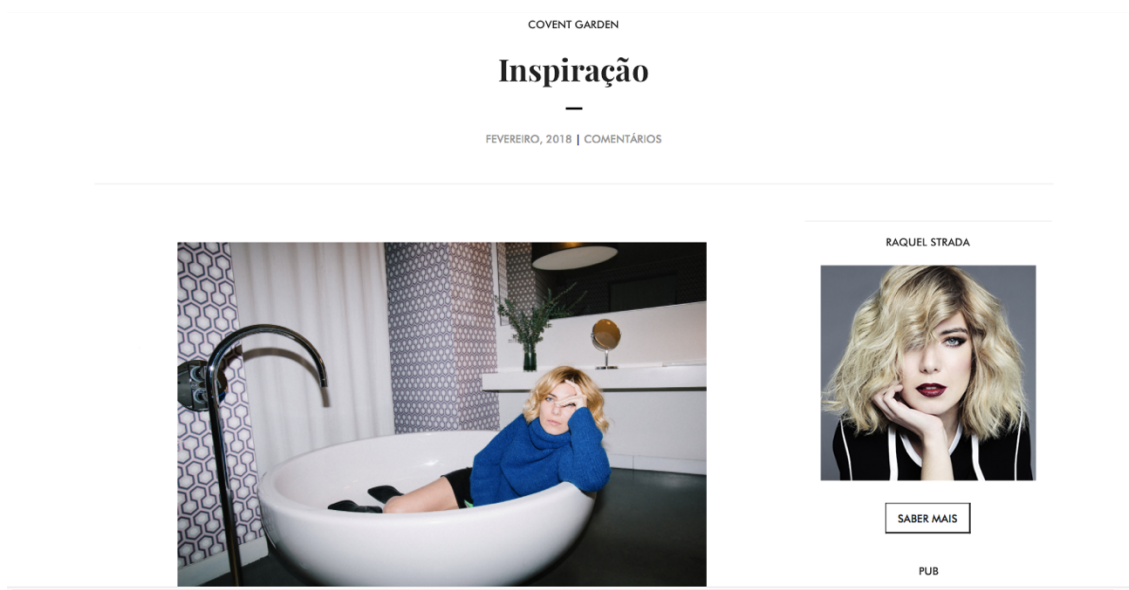 COVENT GARDEN
Inspiração
FEVEREIRO, 2018 | COMENTÁRIOS
RAQUEL STRADA
SABER MAIS
PUB